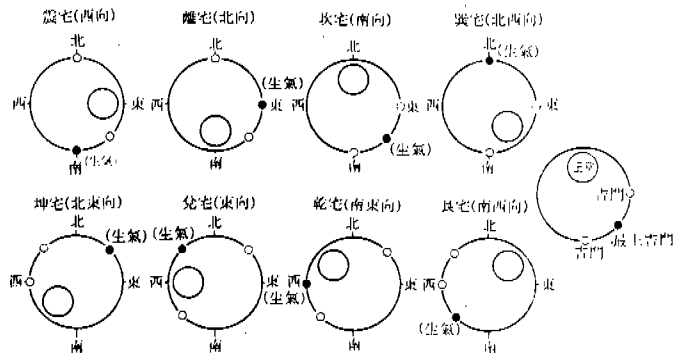 震宅(西向)
北
西
東
南
(生氣)
離宅(北向)
北
西
東
(生氣)
南
坎宅(南向)
北
西
東
南
(生氣)
巽宅(北西向)
北
(生氣)
西
東
南
坤宅(北東向)
北
(生氣)
西
東
南
兌宅(東向)
北
(生氣)
西
東
南
乾宅(南東向)
北
西
(生氣)
東
南
艮宅(南西向)
北
西
東
(生氣)
南
吉門
最上吉門
吉門